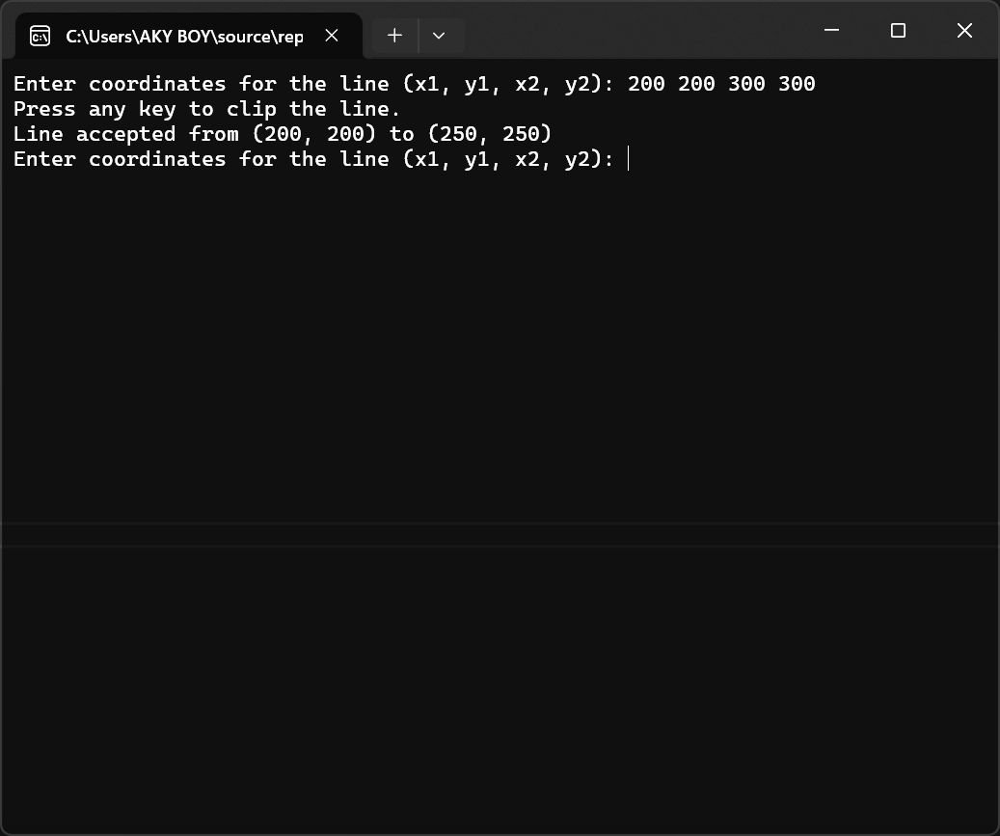 C:\Users\AKY BOY\source\rep
Enter coordinates for the line (x1, y1, x2, y2): 200 200 300 300
Press any key to clip the line.
Line accepted from (200, 200) to (250, 250)
Enter coordinates for the line (x1, y1, x2, y2):